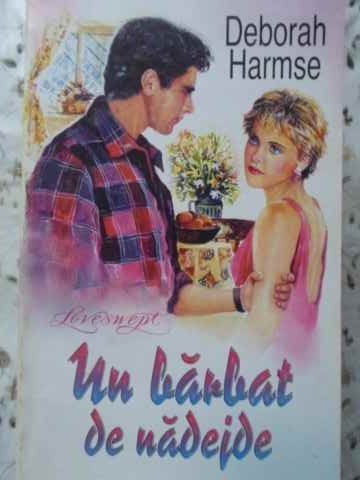 Deborah
Harmse
Loveswept
Un bărbat
de nădejde